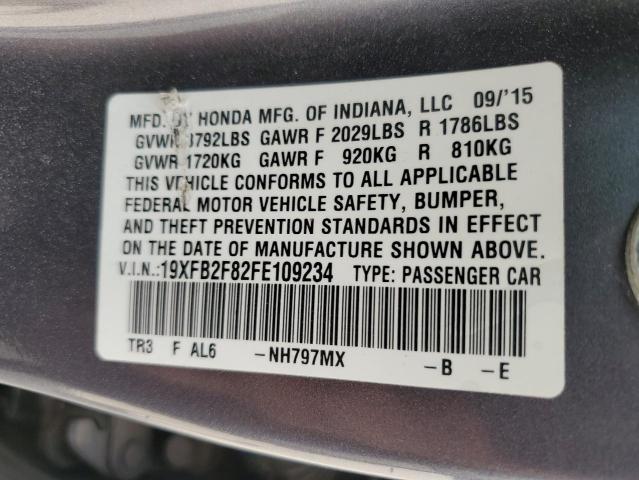 MFD. BY HONDA MFG. OF INDIANA, LLC 09/'15
GVWR 3792LBS GAWR F 2029LBS R 1786LBS
GVWR 1720KG GAWR F 920KG R 810KG
THIS VEHICLE CONFORMS TO ALL APPLICABLE
FEDERAL MOTOR VEHICLE SAFETY, BUMPER,
AND THEFT PREVENTION STANDARDS IN EFFECT
ON THE DATE OF MANUFACTURE SHOWN ABOVE.
V.I.N.:19XFB2F82FE109234 TYPE: PASSENGER CAR
TR3 F AL6 -NH797MX -B -E